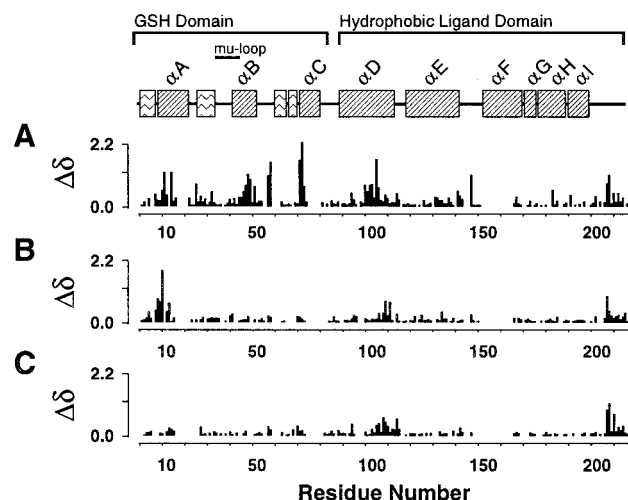 GSH Domain Hydrophobic Ligand Domain
mu-loop
αA αB αC αD αE αF αG αH αI
A
2.2
Δδ
0.0
10 50 100 150 200
B
2.2
Δδ
0.0
10 50 100 150 200
C
2.2
Δδ
0.0
10 50 100 150 200
Residue Number